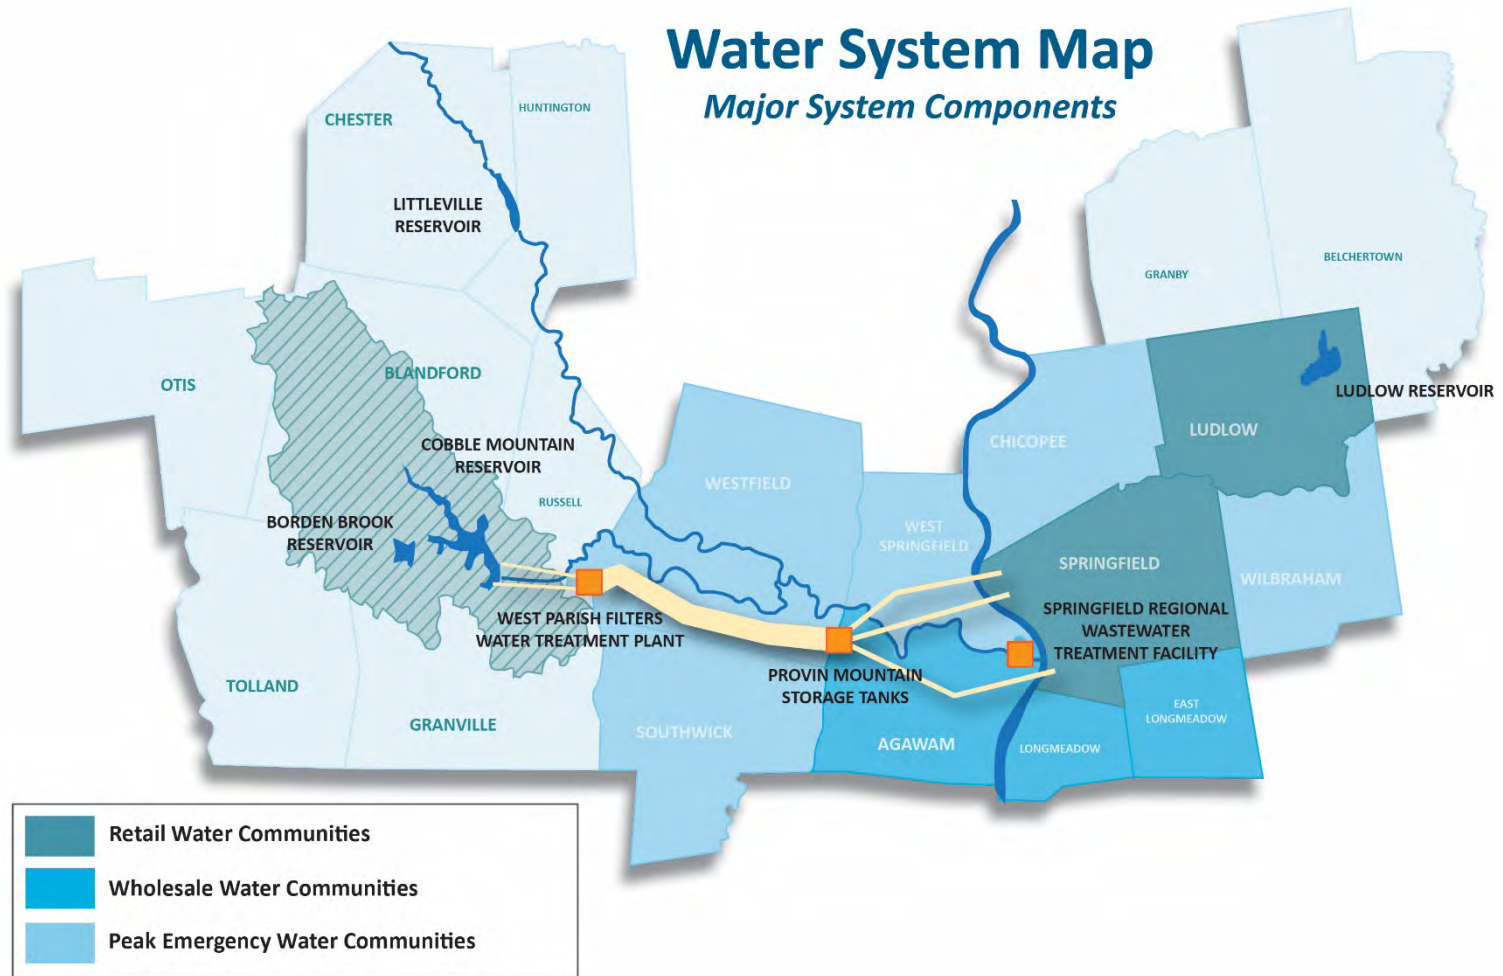 Water System Map
Major System Components
CHESTER
HUNTINGTON
LITTLEVILLE
RESERVOIR
GRANBY
BELCHERTOWN
OTIS
BLANDFORD
LUDLOW RESERVOIR
LUDLOW
CHICOPEE
COBBLE MOUNTAIN
RESERVOIR
WESTFIELD
RUSSELL
BORDEN BROOK
RESERVOIR
WEST
SPRINGFIELD
SPRINGFIELD
WILBRAHAM
WEST PARISH FILTERS
WATER TREATMENT PLANT
SPRINGFIELD REGIONAL
WASTEWATER
TREATMENT FACILITY
PROVIN MOUNTAIN
STORAGE TANKS
TOLLAND
GRANVILLE
SOUTHWICK
AGAWAM
LONGMEADOW
EAST
LONGMEADOW
Retail Water Communities
Wholesale Water Communities
Peak Emergency Water Communities